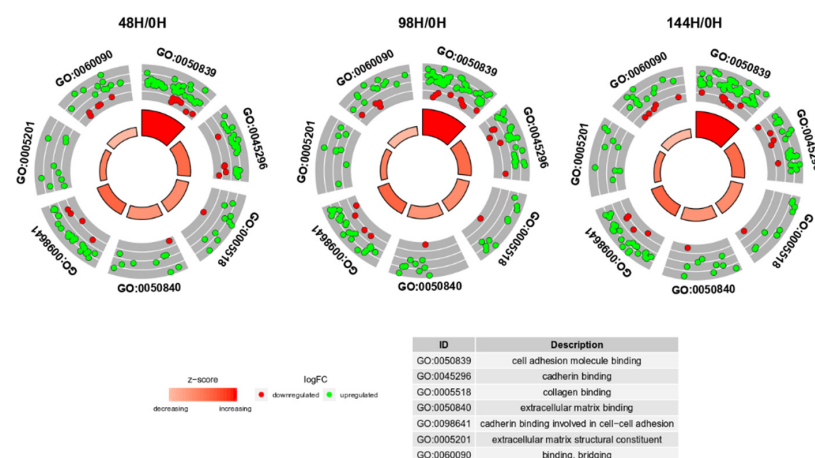 48H/0H
98H/0H
144H/0H
GO:0060090
GO:0050839
GO:0045296
GO:0005518
GO:0050840
GO:0098641
GO:0005201
GO:0060090
GO:0050839
GO:0045296
GO:0005518
GO:0050840
GO:0098641
GO:0005201
GO:0060090
GO:0050839
GO:0045296
GO:0005518
GO:0050840
GO:0098641
GO:0005201
z-score
decreasing increasing
logFC
downregulated upregulated
ID Description
GO:0050839 cell adhesion molecule binding
GO:0045296 cadherin binding
GO:0005518 collagen binding
GO:0050840 extracellular matrix binding
GO:0098641 cadherin binding involved in cell-cell adhesion
GO:0005201 extracellular matrix structural constituent
GO:0060090 binding, bridging